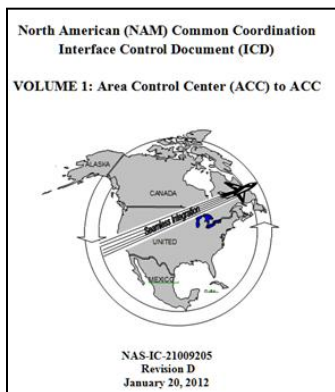 North American (NAM) Common Coordination
Interface Control Document (ICD)
VOLUME 1: Area Control Center (ACC) to ACC
ALASKA
CANADA
Seamless Integration
UNITED
MEXICO
NAS-IC-21009205
Revision D
January 20, 2012